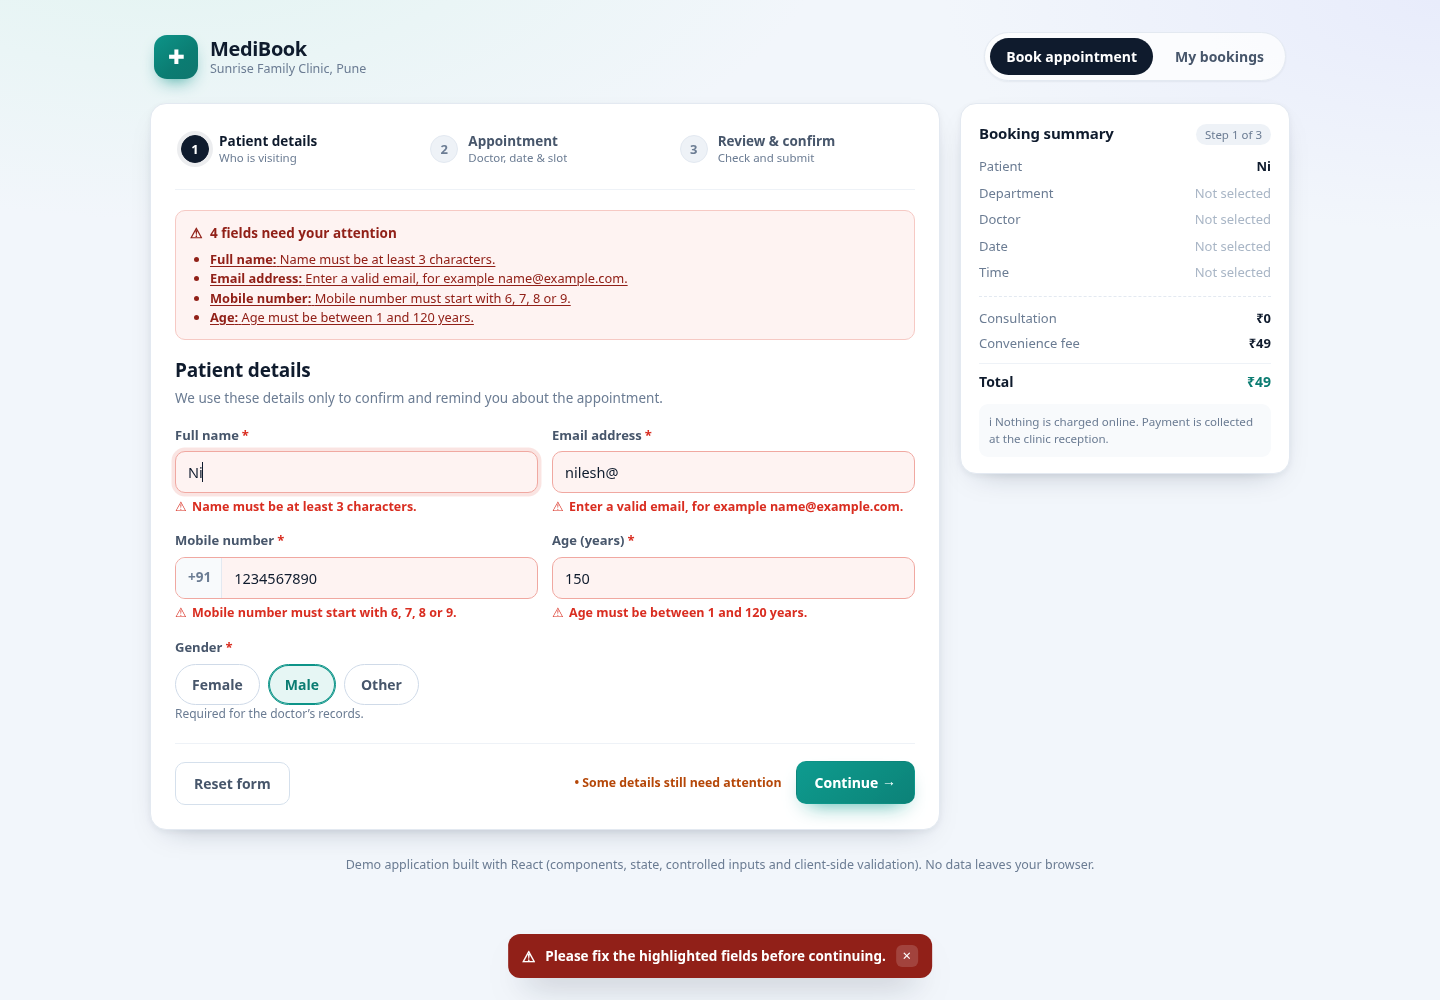 MediBook
Sunrise Family Clinic, Pune
Book appointment
My bookings
1
Patient details
Who is visiting
2
Appointment
Doctor, date & slot
3
Review & confirm
Check and submit
⚠ 4 fields need your attention
• Full name: Name must be at least 3 characters.
• Email address: Enter a valid email, for example name@example.com.
• Mobile number: Mobile number must start with 6, 7, 8 or 9.
• Age: Age must be between 1 and 120 years.
Patient details
We use these details only to confirm and remind you about the appointment.
Full name *
Ni
⚠ Name must be at least 3 characters.
Email address *
nilesh@
⚠ Enter a valid email, for example name@example.com.
Mobile number *
+91 1234567890
⚠ Mobile number must start with 6, 7, 8 or 9.
Age (years) *
150
⚠ Age must be between 1 and 120 years.
Gender *
Female
Male
Other
Required for the doctor's records.
Reset form
• Some details still need attention
Continue →
Booking summary
Step 1 of 3
Patient Ni
Department Not selected
Doctor Not selected
Date Not selected
Time Not selected
Consultation ₹0
Convenience fee ₹49
Total ₹49
i Nothing is charged online. Payment is collected
at the clinic reception.
Demo application built with React (components, state, controlled inputs and client-side validation). No data leaves your browser.
⚠ Please fix the highlighted fields before continuing. ×